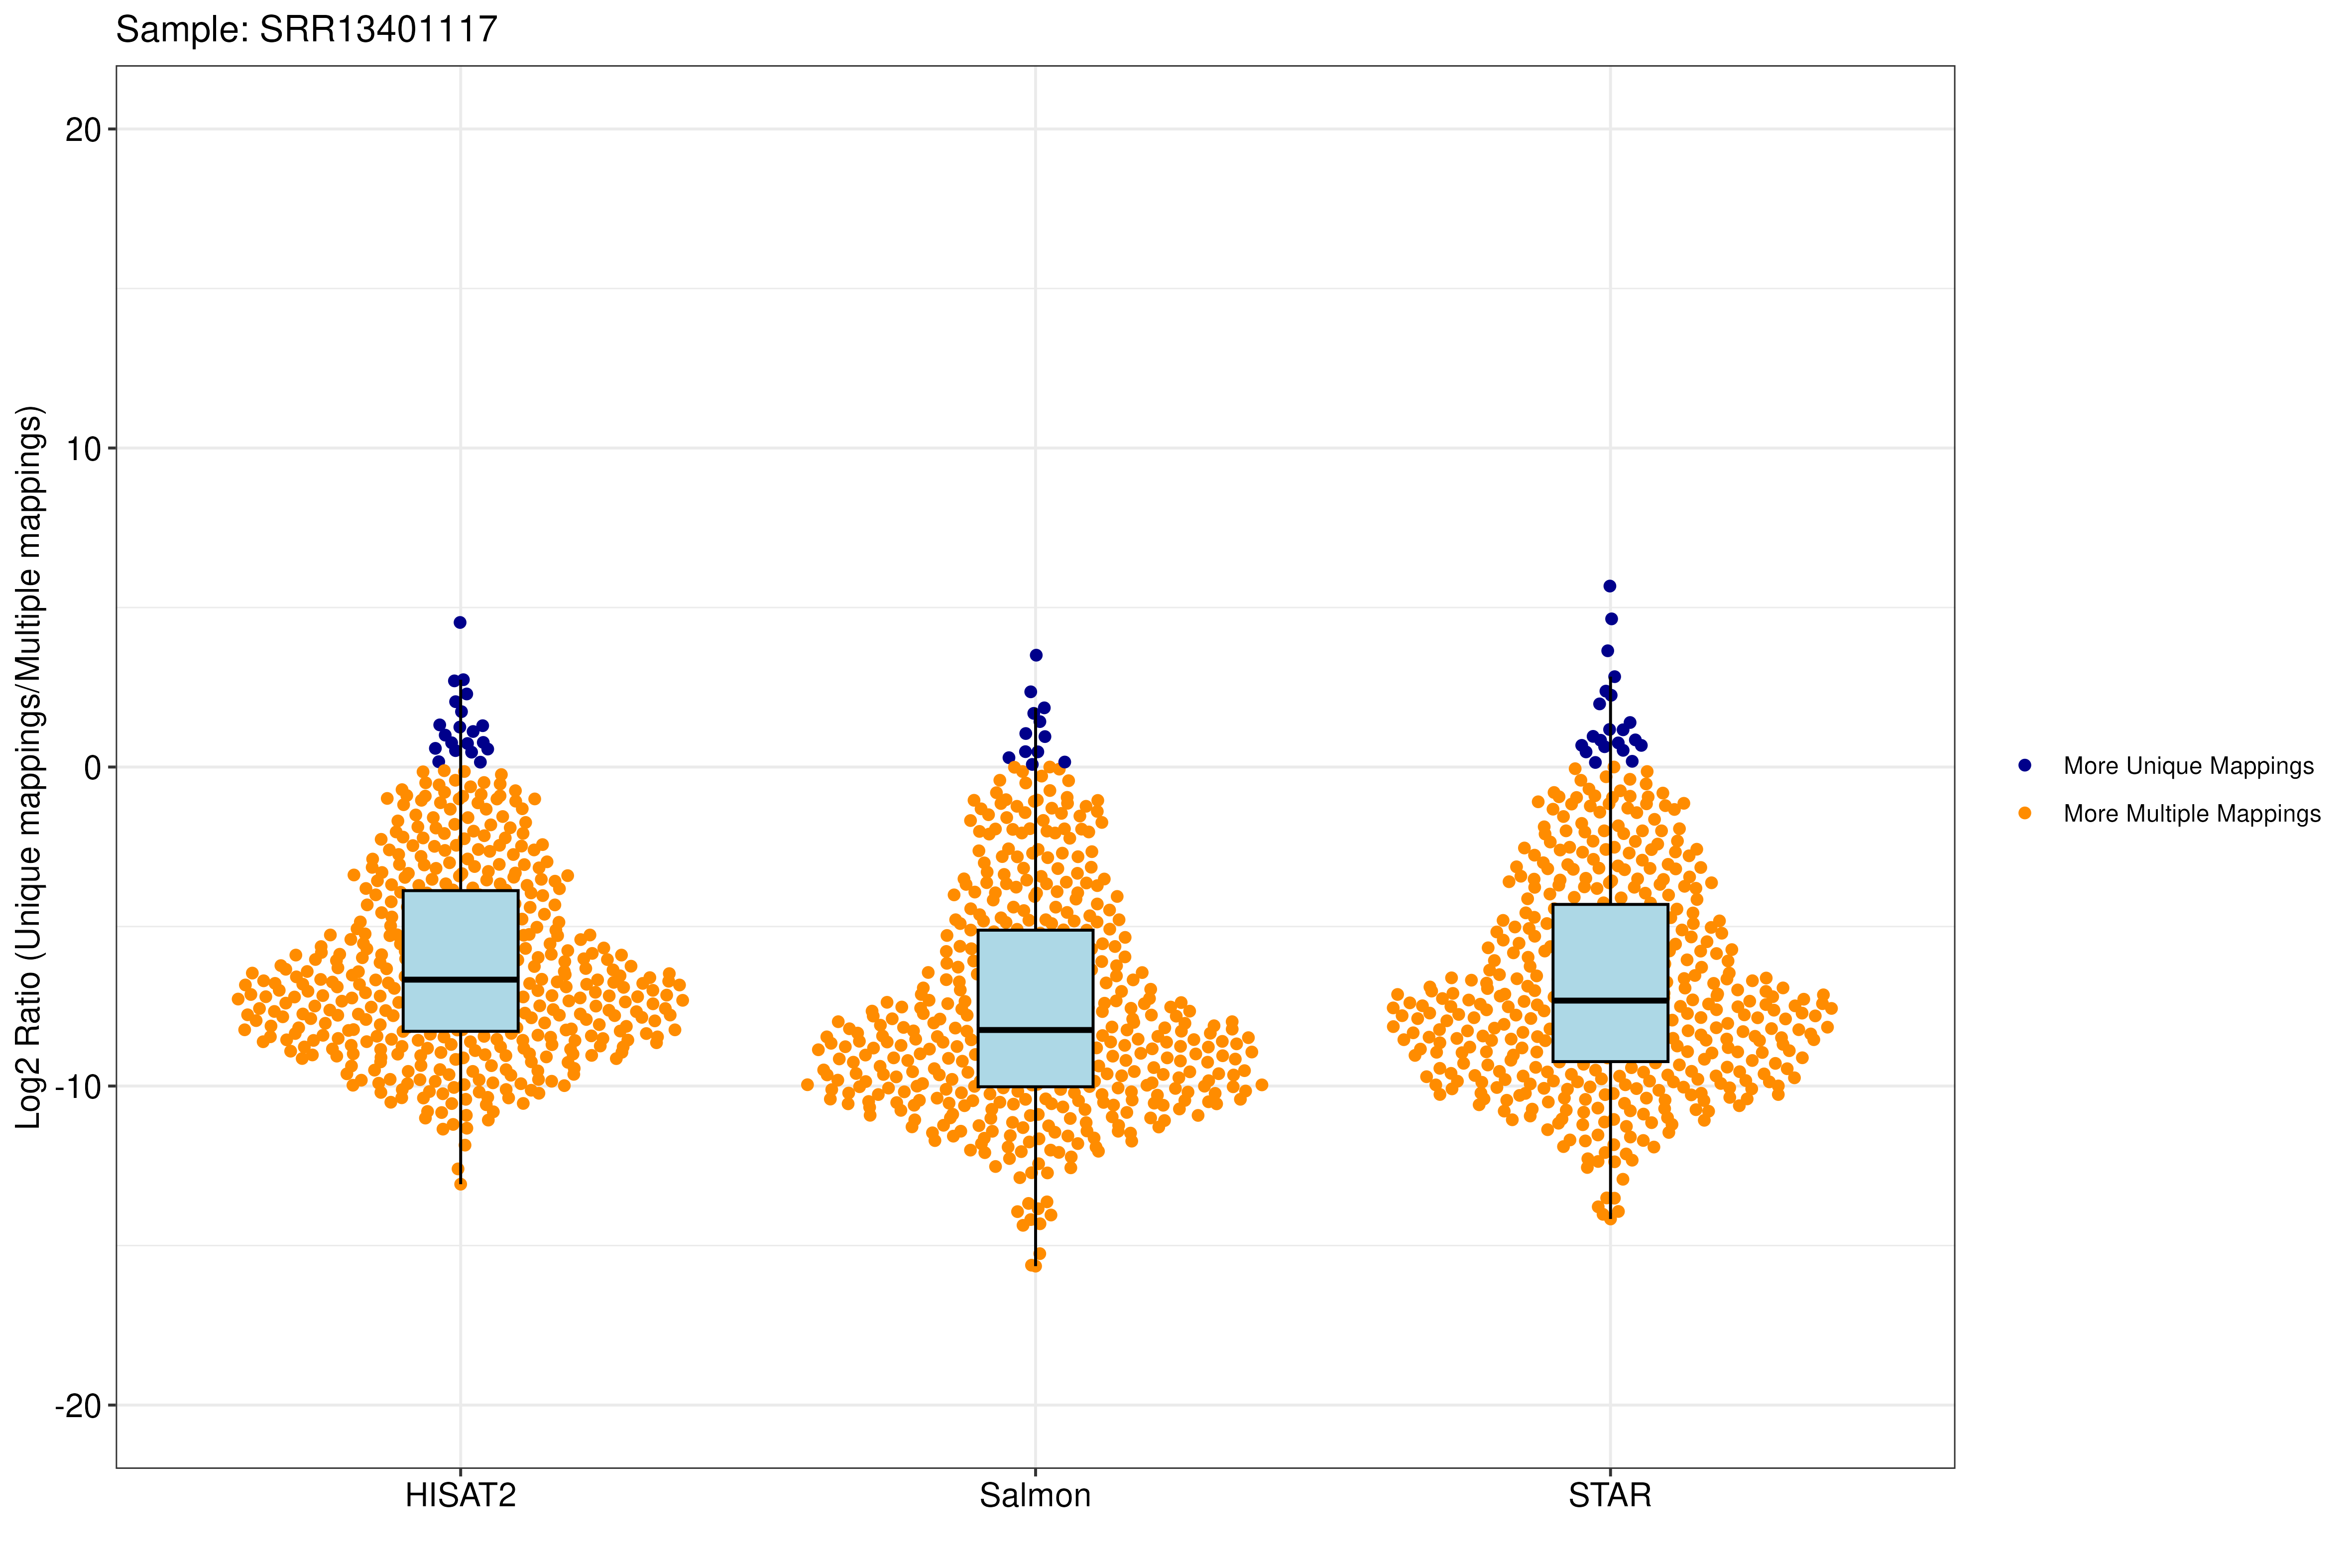 Sample: SRR13401117
Log2 Ratio (Unique mappings/Multiple mappings)
20
10
0
-10
-20
HISAT2
Salmon
STAR
More Unique Mappings
More Multiple Mappings